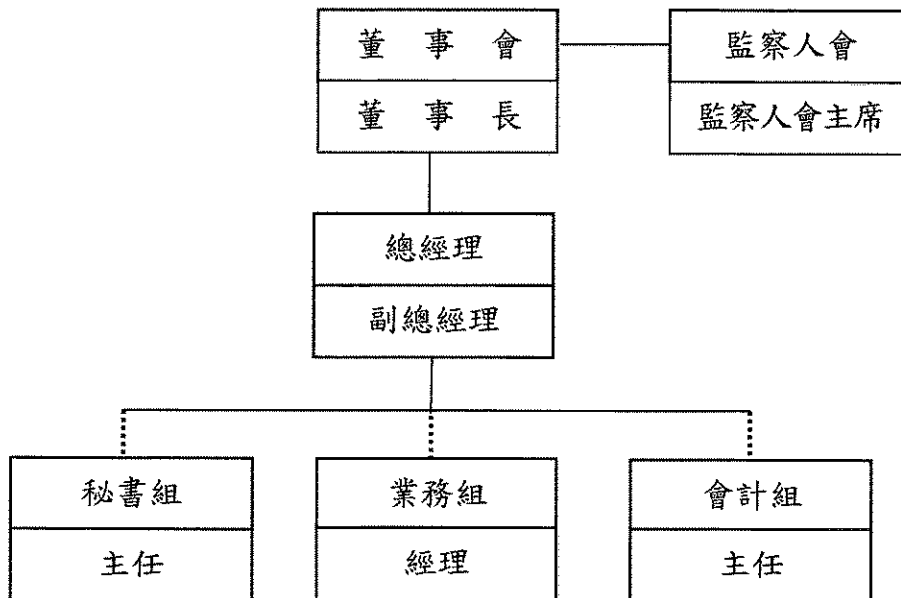 董事會
監察人會
董事長
監察人會主席
總經理
副總經理
秘書組
業務組
會計組
主任
經理
主任